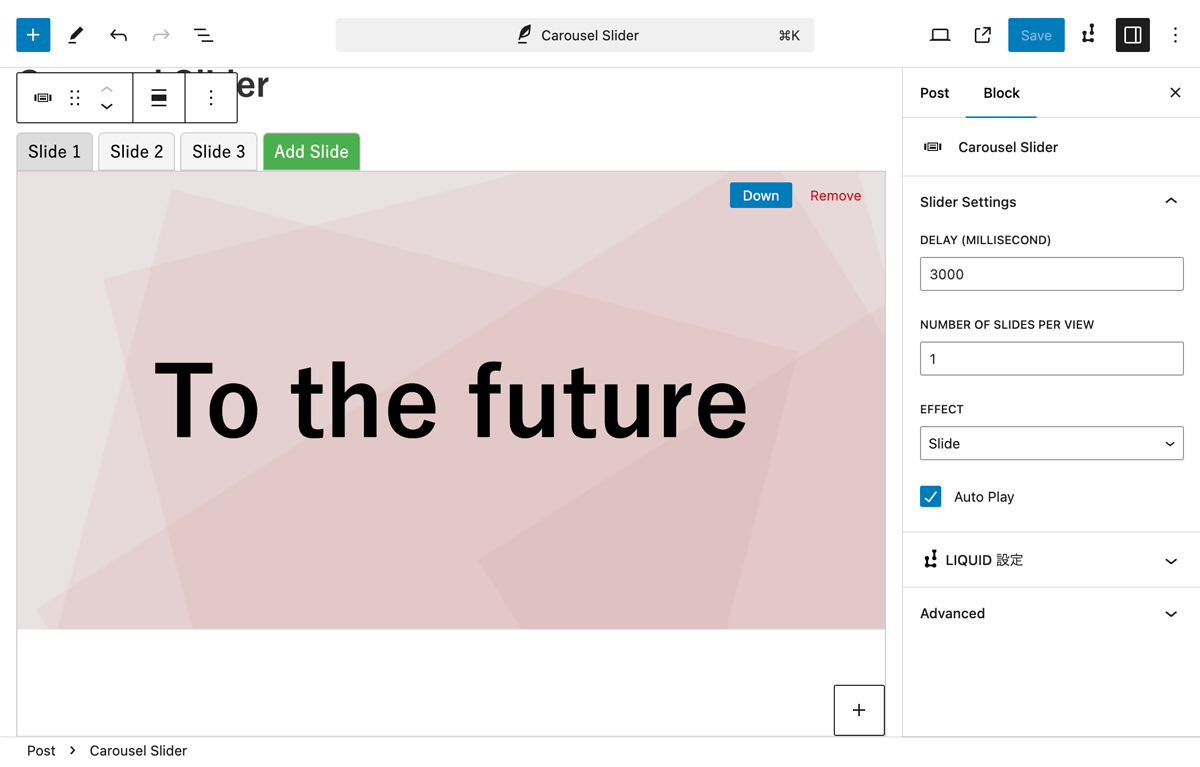 Carousel Slider
⌘K
Save
Carousel Slider
Slide 1
Slide 2
Slide 3
Add Slide
Down
Remove
To the future
Post
Block
Carousel Slider
Slider Settings
DELAY (MILLISECOND)
3000
NUMBER OF SLIDES PER VIEW
1
EFFECT
Slide
Auto Play
LIQUID 設定
Advanced
Post
Carousel Slider